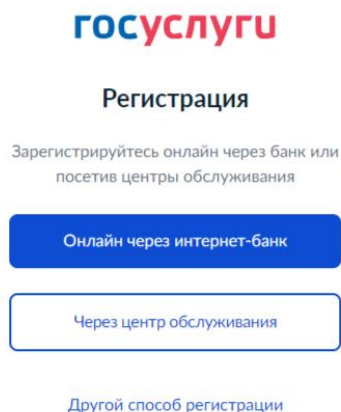 госуслуги
Регистрация
Зарегистрируйтесь онлайн через банк или
посетив центры обслуживания
Онлайн через интернет-банк
Через центр обслуживания
Другой способ регистрации